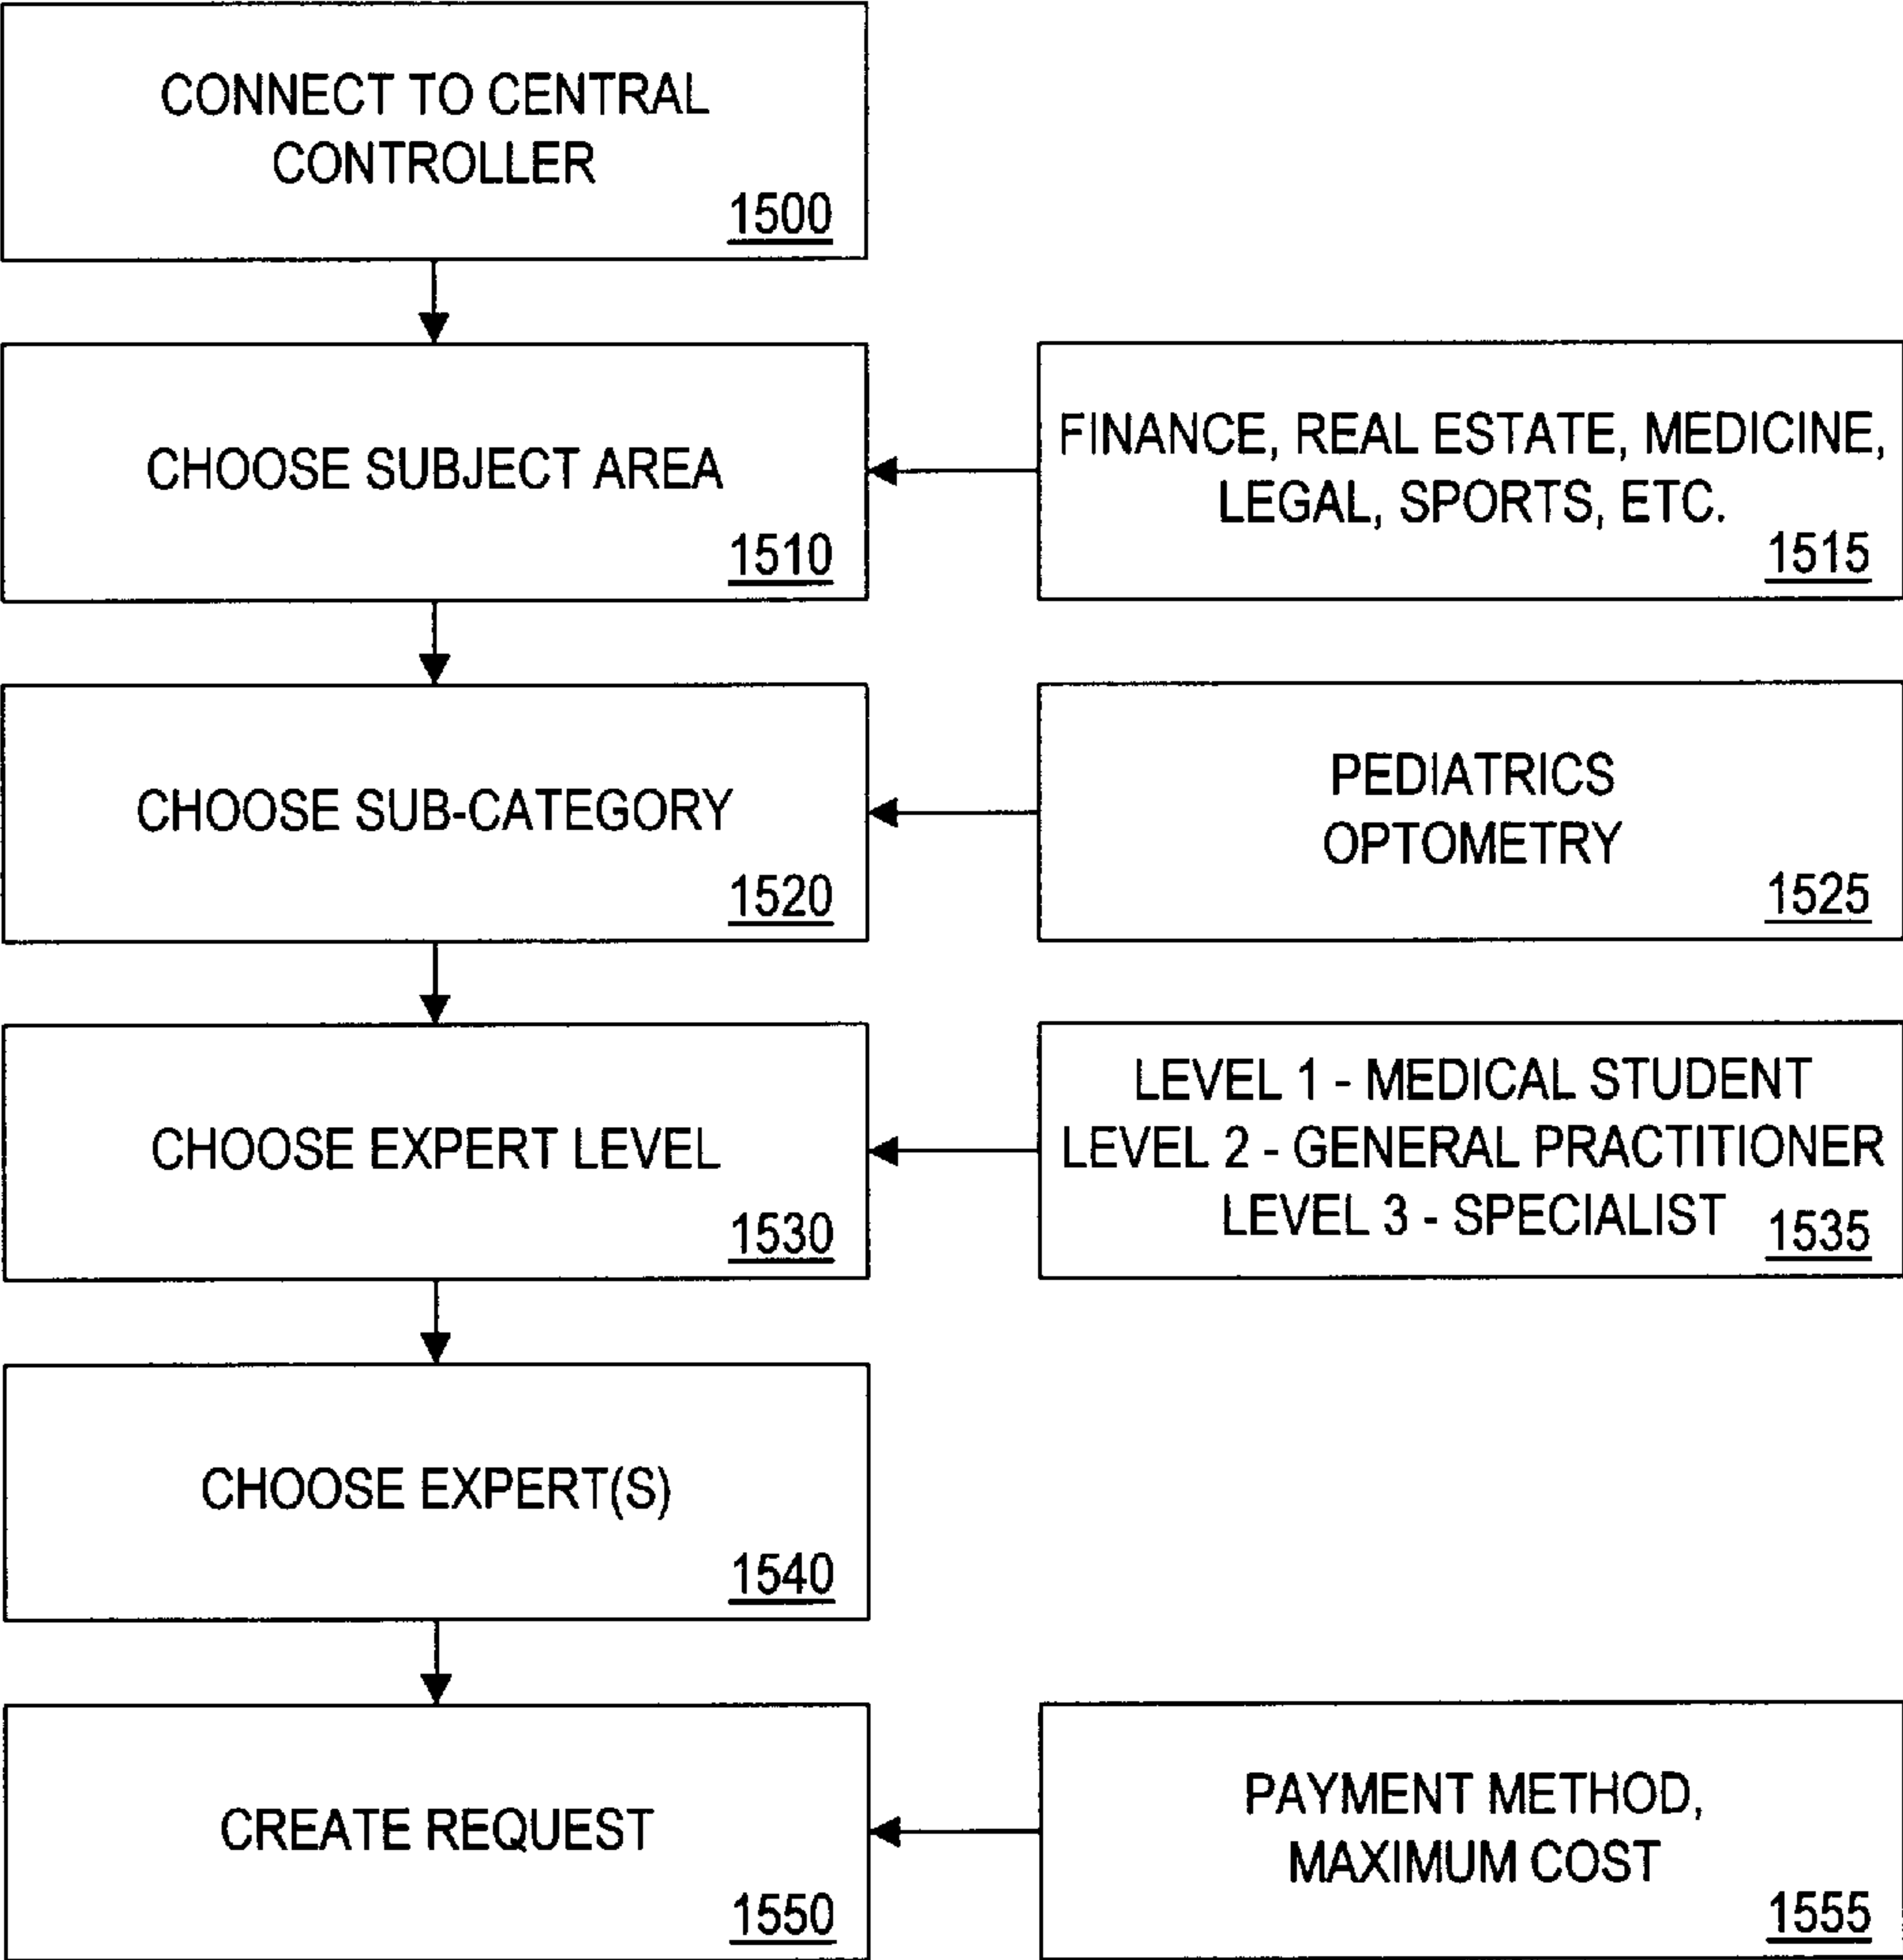 CONNECT TO CENTRAL
CONTROLLER
1500
CHOOSE SUBJECT AREA
1510
FINANCE, REAL ESTATE, MEDICINE,
LEGAL, SPORTS, ETC.
1515
CHOOSE SUB-CATEGORY
1520
PEDIATRICS
OPTOMETRY
1525
CHOOSE EXPERT LEVEL
1530
LEVEL 1 - MEDICAL STUDENT
LEVEL 2 - GENERAL PRACTITIONER
LEVEL 3 - SPECIALIST
1535
CHOOSE EXPERT(S)
1540
CREATE REQUEST
1550
PAYMENT METHOD,
MAXIMUM COST
1555